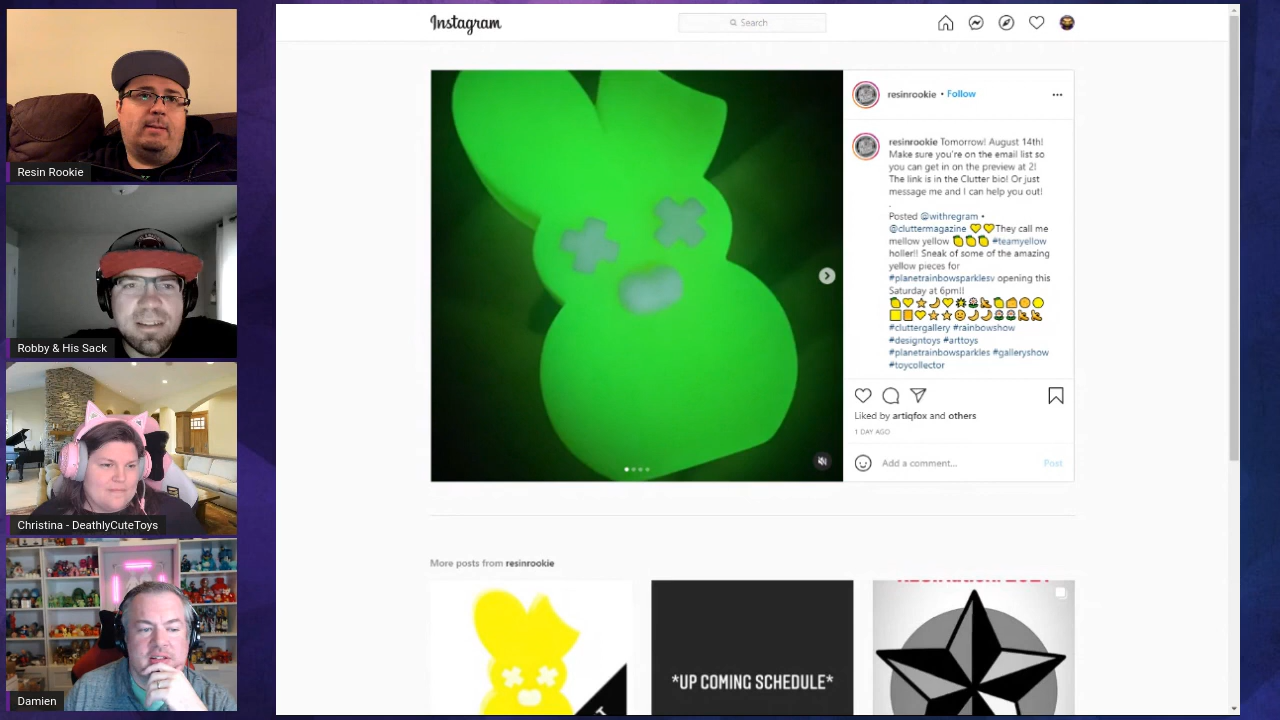 Resin Rookie
Robby & His Sack
Christina - DeathlyCuteToys
Damien
Instagram
Search
resinrookie • Follow
resinrookie Tomorrow! August 14th!
Make sure you're on the email list so
you can get in on the preview at 2!
The link is in the Clutter bio! Or just
message me and I can help you out!
.
Posted @withregram •
@cluttermagazine 💛💛They call me
mellow yellow 🍋🍋🍋 #teamyellow
holler!! Sneak of some of the amazing
yellow pieces for
#planetrainbowsparklesv opening this
Saturday at 6pm!!
#cluttergallery #rainbowshow
#designtoys #arttoys
#planetrainbowsparkles #galleryshow
#toycollector
Liked by artiqfox and others
1 DAY AGO
Add a comment...
Post
More posts from resinrookie
*UP COMING SCHEDULE*